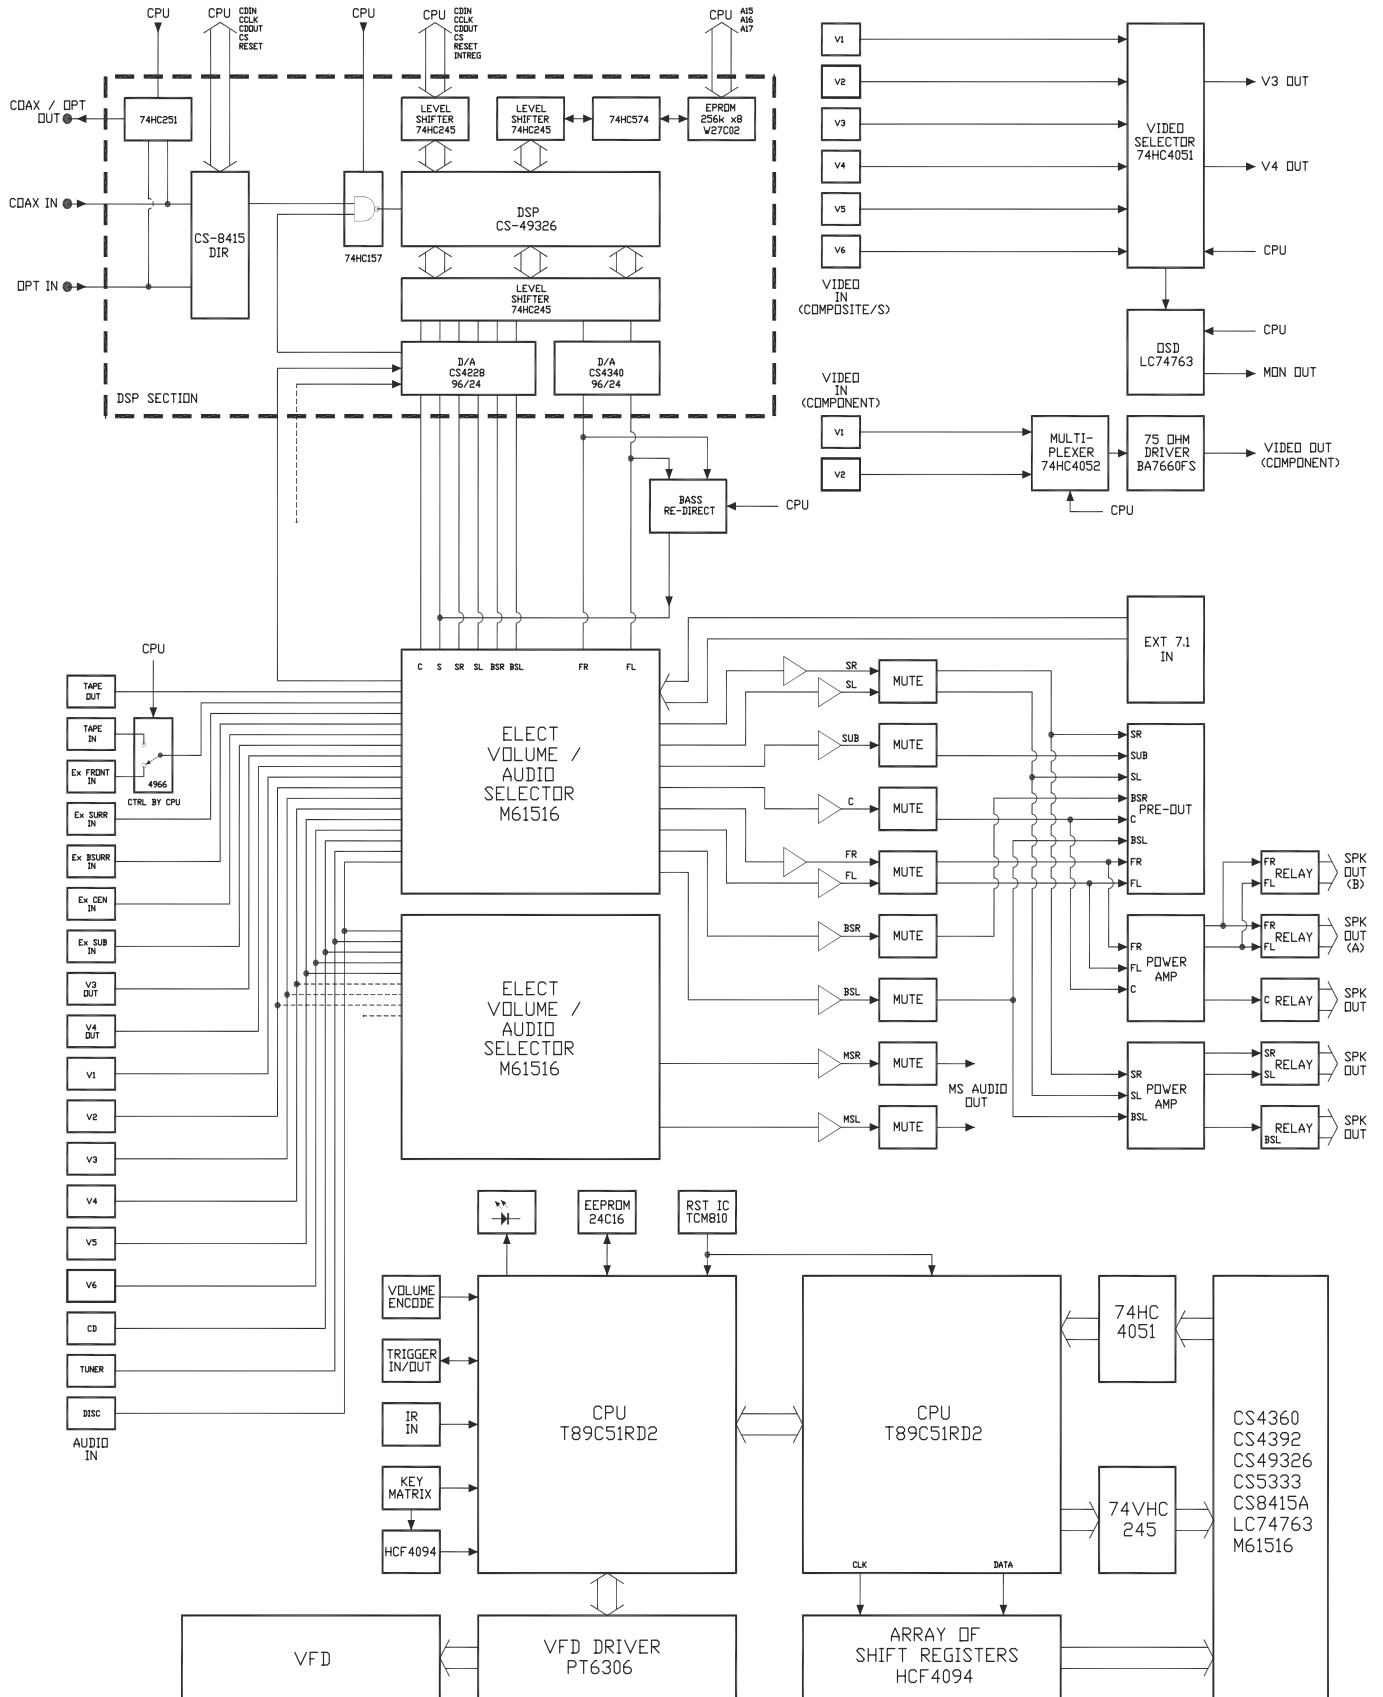 CPU
CDIN
CCLK
CDOUT
CS
RESET
CPU
CPU
CDIN
CCLK
CDOUT
CS
RESET
INTREG
CPU
A15
A16
A17
COAX / OPT
OUT
74HC251
LEVEL
SHIFTER
74HC245
LEVEL
SHIFTER
74HC245
74HC574
EPROM
256k x8
W27C02
COAX IN
OPT IN
CS-8415
DIR
74HC157
DSP
CS-49326
LEVEL
SHIFTER
74HC245
D/A
CS4228
96/24
D/A
CS4340
96/24
DSP SECTION
BASS
RE-DIRECT
CPU
V1
V2
V3
V4
V5
V6
VIDEO
IN
(COMPOSITE/S)
VIDEO
SELECTOR
74HC4051
V3 OUT
V4 OUT
CPU
OSD
LC74763
CPU
MON OUT
VIDEO
IN
(COMPONENT)
V1
V2
MULTI-
PLEXER
74HC4052
CPU
75 OHM
DRIVER
BA7660FS
VIDEO OUT
(COMPONENT)
EXT 7.1
IN
CPU
TAPE
OUT
TAPE
IN
Ex FRONT
IN
4966
CTRL BY CPU
Ex SURR
IN
Ex BSURR
IN
Ex CEN
IN
Ex SUB
IN
V3
OUT
V4
OUT
V1
V2
V3
V4
V5
V6
CD
TUNER
DISC
AUDIO
IN
C
S
SR
SL
BSR
BSL
FR
FL
ELECT
VOLUME /
AUDIO
SELECTOR
M61516
ELECT
VOLUME /
AUDIO
SELECTOR
M61516
SR
SL
MUTE
SUB
MUTE
C
MUTE
FR
FL
MUTE
BSR
MUTE
BSL
MUTE
MSR
MUTE
MS AUDIO
OUT
MSL
MUTE
SR
SUB
SL
BSR
PRE-OUT
C
BSL
FR
FL
FR
POWER
AMP
FL
C
SR
POWER
AMP
SL
BSL
FR
FL
RELAY
SPK
OUT
(B)
FR
FL
RELAY
SPK
OUT
(A)
C RELAY
SPK
OUT
SR
SL
RELAY
SPK
OUT
RELAY
BSL
SPK
OUT
EEPROM
24C16
RST IC
TCM810
VOLUME
ENCODE
TRIGGER
IN/OUT
IR
IN
KEY
MATRIX
HCF4094
CPU
T89C51RD2
CPU
T89C51RD2
CLK
DATA
74HC
4051
74VHC
245
CS4360
CS4392
CS49326
CS5333
CS8415A
LC74763
M61516
VFD
VFD DRIVER
PT6306
ARRAY OF
SHIFT REGISTERS
HCF4094